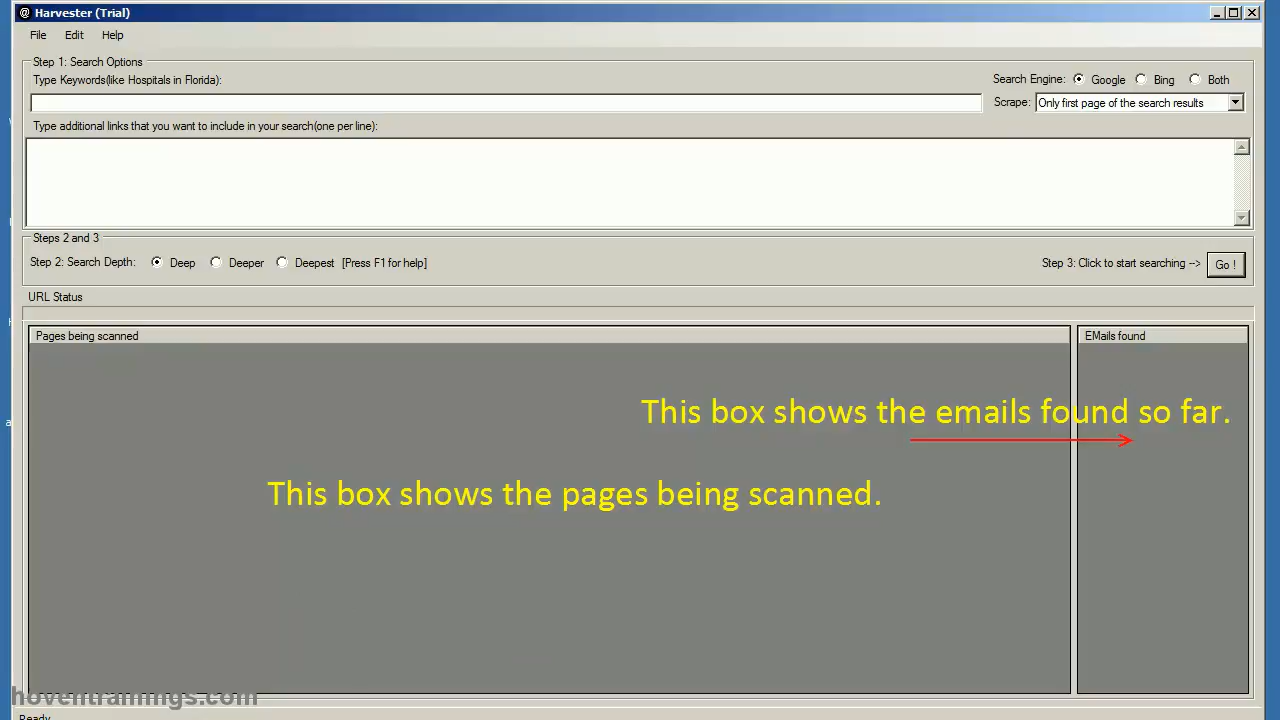 @ Harvester (Trial)
File Edit Help
Step 1: Search Options
Type Keywords(like Hospitals in Florida):
Search Engine: Google Bing Both
Scrape: Only first page of the search results
Type additional links that you want to include in your search(one per line):
Steps 2 and 3
Step 2: Search Depth: Deep Deeper Deepest [Press F1 for help]
Step 3: Click to start searching --> Go !
URL Status
Pages being scanned
EMails found
This box shows the emails found so far.
This box shows the pages being scanned.
hoventrainings.com
Ready